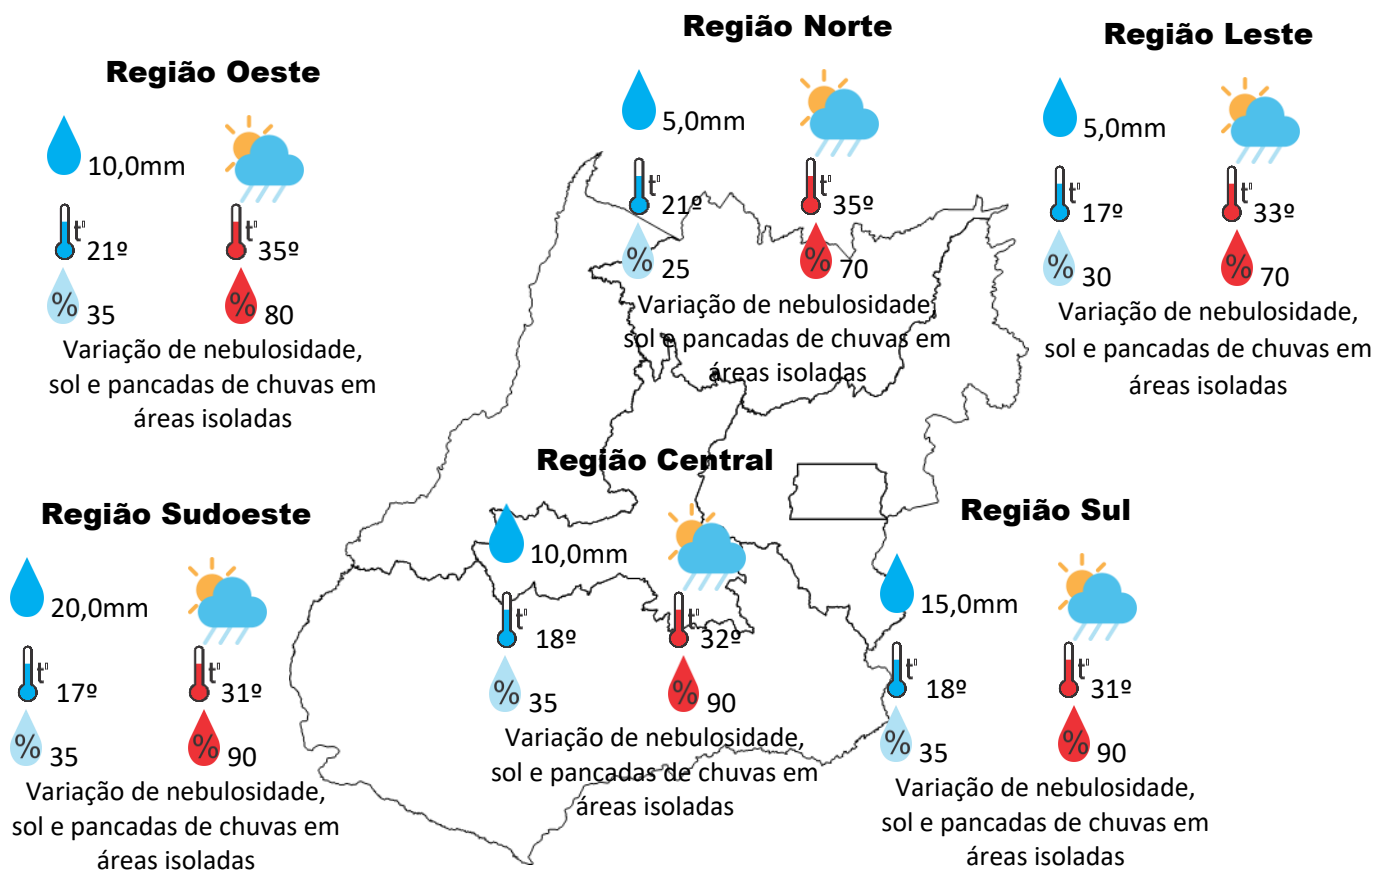 Região Norte
5,0mm
t°
21º
35º
%
25
%
70
Variação de nebulosidade,
sol e pancadas de chuvas em
áreas isoladas
Região Leste
5,0mm
t°
17º
t°
33º
%
30
%
70
Variação de nebulosidade,
sol e pancadas de chuvas em
áreas isoladas
Região Oeste
10,0mm
t°
21º
t°
35º
%
35
%
80
Variação de nebulosidade,
sol e pancadas de chuvas em
áreas isoladas
Região Central
10,0mm
t°
18º
t°
32º
%
35
%
90
Variação de nebulosidade,
sol e pancadas de chuvas em
áreas isoladas
Região Sudoeste
20,0mm
t°
17º
t°
31º
%
35
%
90
Variação de nebulosidade,
sol e pancadas de chuvas em
áreas isoladas
Região Sul
15,0mm
t°
18º
t°
31º
%
35
%
90
Variação de nebulosidade,
sol e pancadas de chuvas em
áreas isoladas